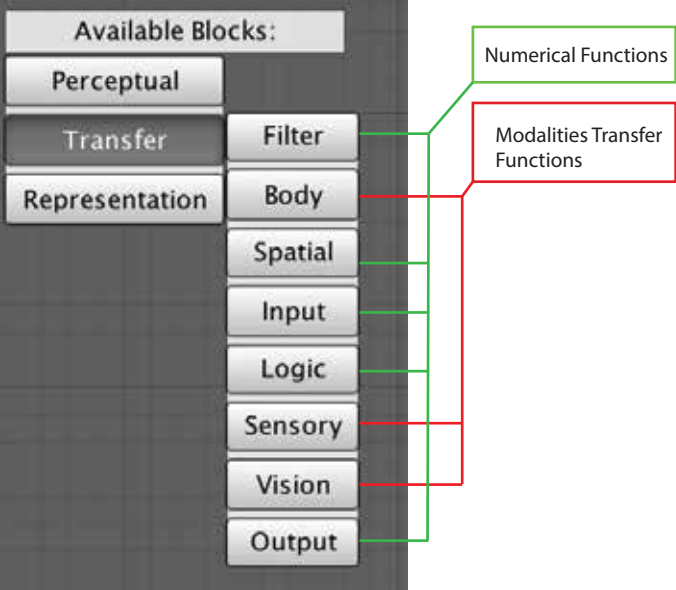 Available Blocks:
Perceptual
Transfer
Representation
Filter
Body
Spatial
Input
Logic
Sensory
Vision
Output
Numerical Functions
Modalities Transfer
Functions